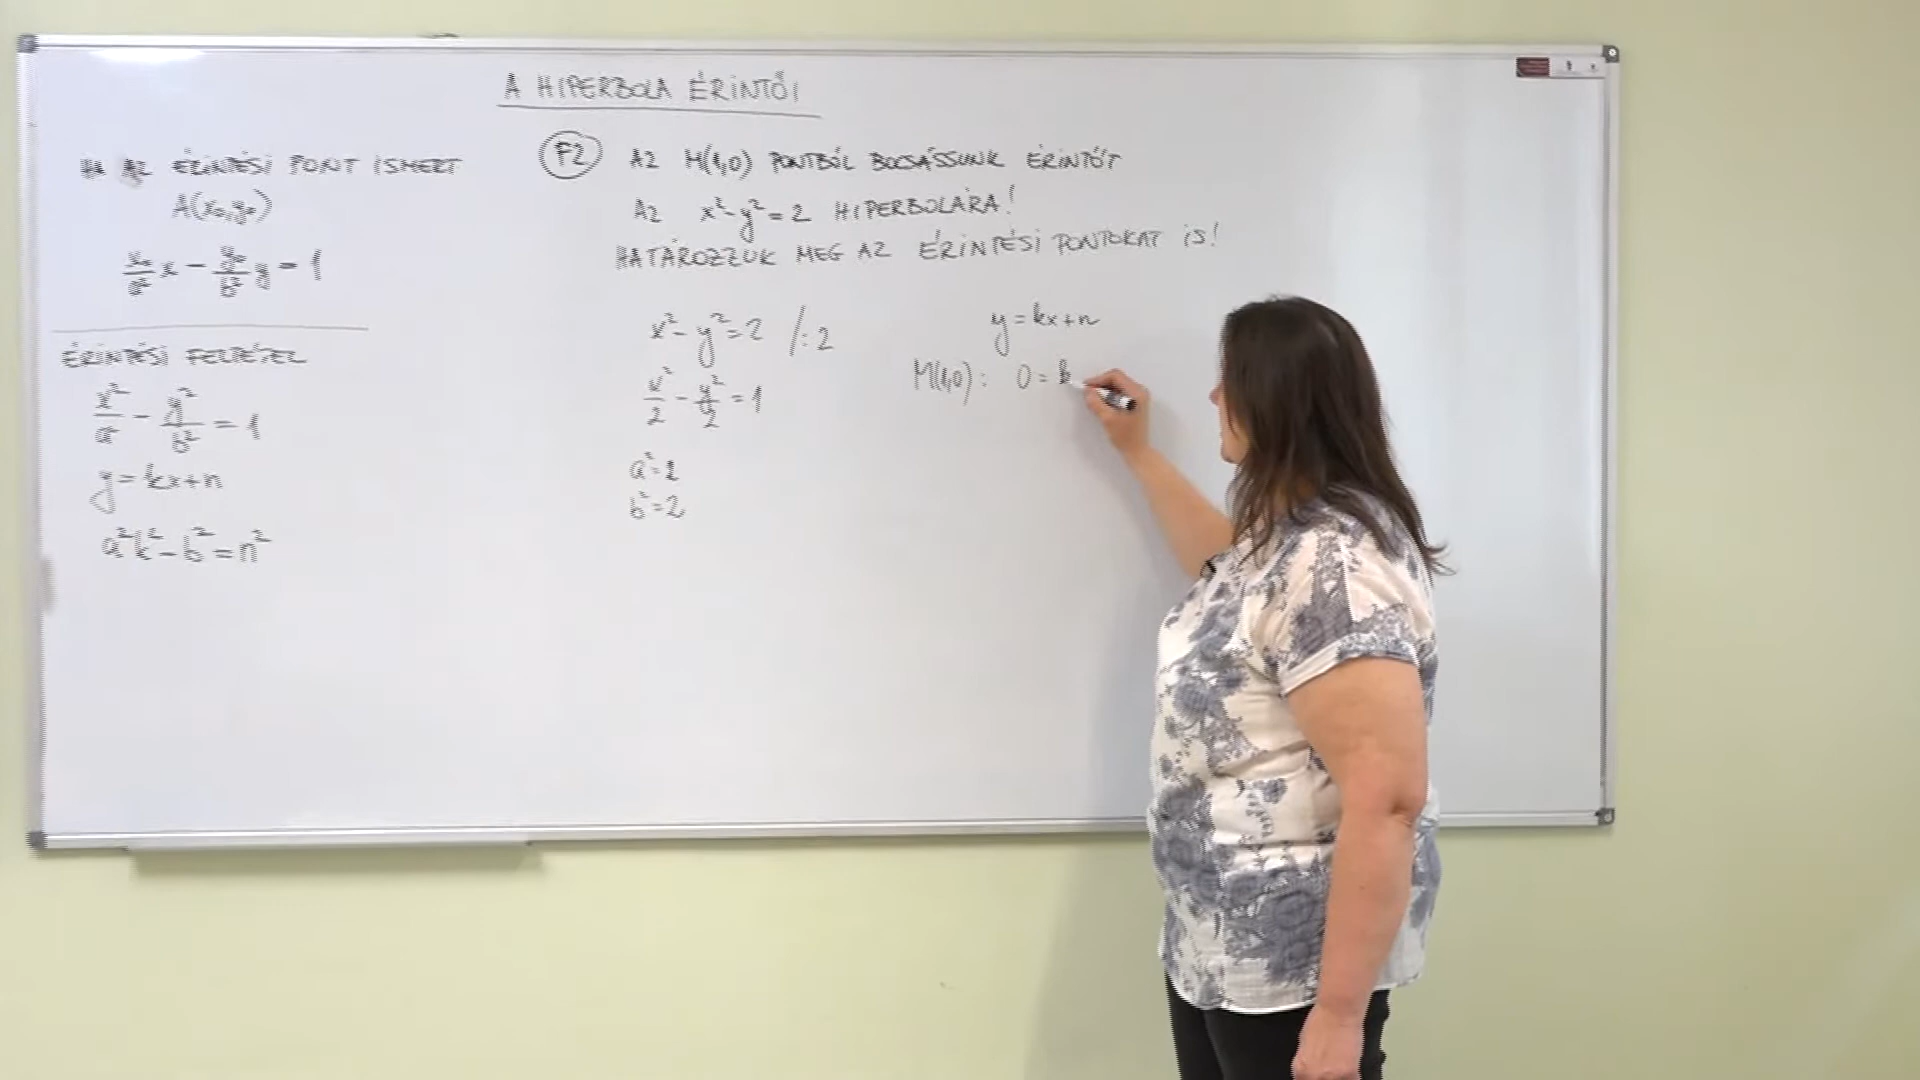 A HIPERBOLA ÉRINTŐI
HA AZ ÉRINTÉSI PONT ISMERT
A(x₀,y₀)
x₀/a² x - y₀/b² y = 1
ÉRINTÉSI FELTÉTEL
x²/a² - y²/b² = 1
y = kx+n
a²k² - b² = n²
F2 AZ M(1,0) PONTBÓL BOCSÁSSUNK ÉRINTŐT
AZ x²-y²=2 HIPERBOLÁRA!
HATÁROZZUK MEG AZ ÉRINTÉSI PONTOKAT IS!
x²-y²=2 /:2
x²/2 - y²/2 = 1
a²=2
b²=2
y=kx+n
M(1,0): 0=k